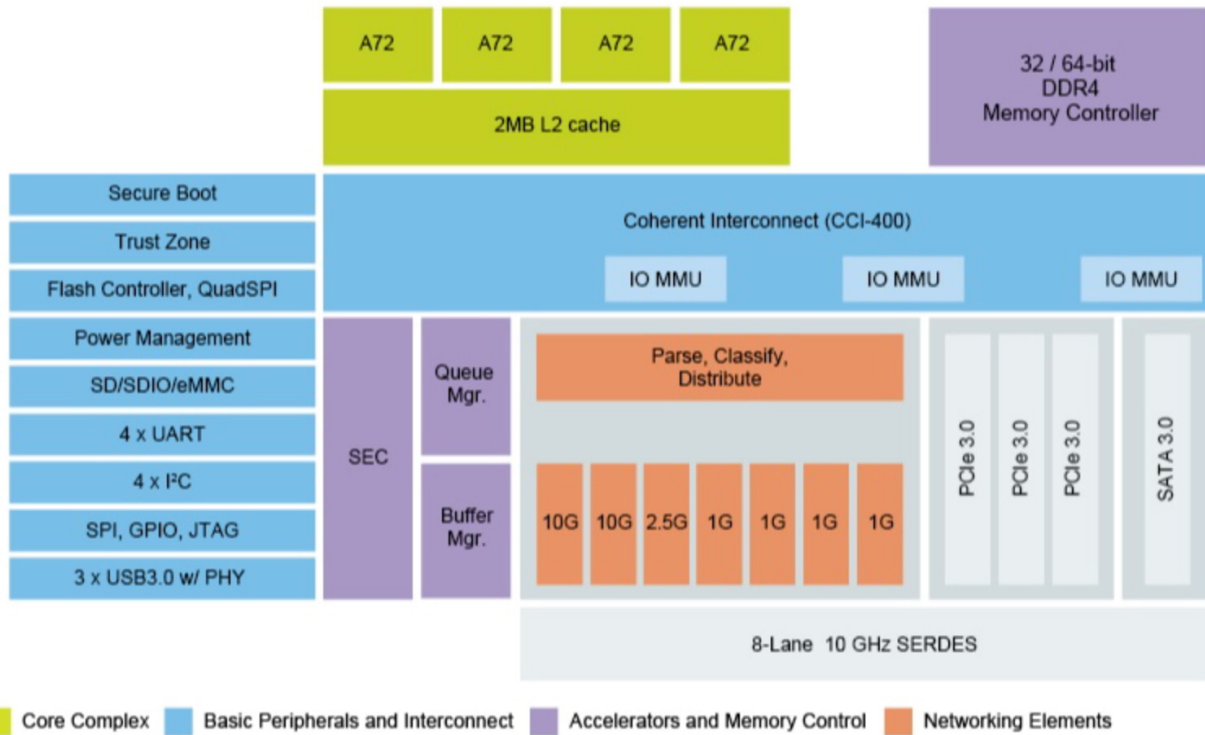 A72
A72
A72
A72
32 / 64-bit
DDR4
Memory Controller
2MB L2 cache
Secure Boot
Trust Zone
Flash Controller, QuadSPI
Power Management
SD/SDIO/eMMC
4 x UART
4 x I²C
SPI, GPIO, JTAG
3 x USB3.0 w/ PHY
Coherent Interconnect (CCI-400)
IO MMU
IO MMU
IO MMU
SEC
Queue
Mgr.
Buffer
Mgr.
Parse, Classify,
Distribute
10G
10G
2.5G
1G
1G
1G
1G
PCIe 3.0
PCIe 3.0
PCIe 3.0
SATA 3.0
8-Lane 10 GHz SERDES
Core Complex
Basic Peripherals and Interconnect
Accelerators and Memory Control
Networking Elements